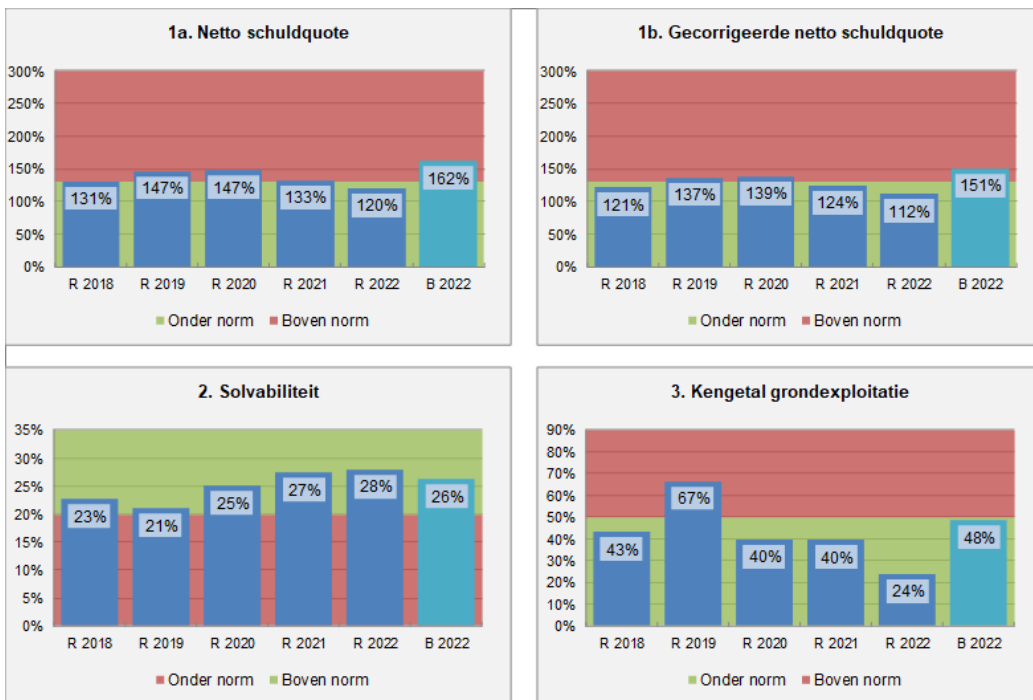 1a. Netto schuldquote
300%
250%
200%
150%
100%
50%
0%
131%
147%
147%
133%
120%
162%
R 2018
R 2019
R 2020
R 2021
R 2022
B 2022
Onder norm
Boven norm
1b. Gecorrigeerde netto schuldquote
300%
250%
200%
150%
100%
50%
0%
121%
137%
139%
124%
112%
151%
R 2018
R 2019
R 2020
R 2021
R 2022
B 2022
Onder norm
Boven norm
2. Solvabiliteit
35%
30%
25%
20%
15%
10%
5%
0%
23%
21%
25%
27%
28%
26%
R 2018
R 2019
R 2020
R 2021
R 2022
B 2022
Onder norm
Boven norm
3. Kengetal grondexploitatie
90%
80%
70%
60%
50%
40%
30%
20%
10%
0%
43%
67%
40%
40%
24%
48%
R 2018
R 2019
R 2020
R 2021
R 2022
B 2022
Onder norm
Boven norm